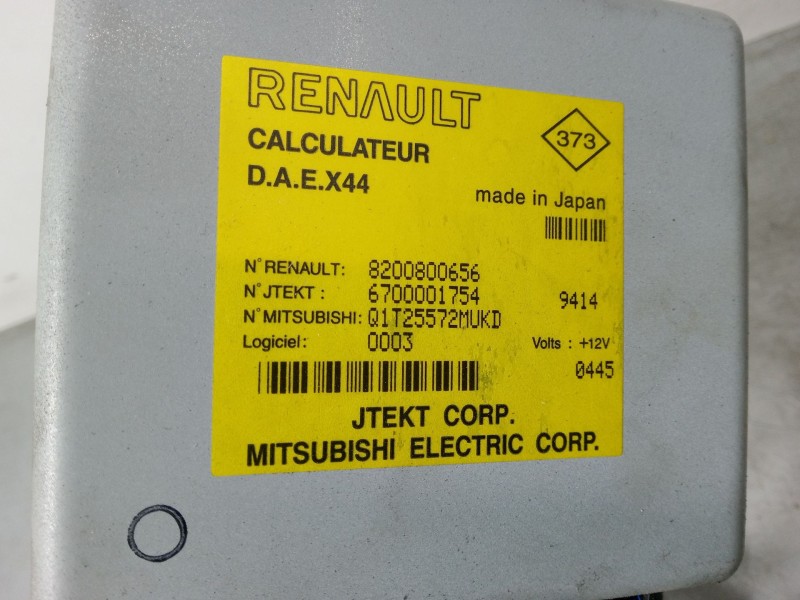 RENAULT
CALCULATEUR
D.A.E.X44
373
made in Japan
N° RENAULT: 8200800656
N° JTEKT : 6700001754
9414
N° MITSUBISHI: Q1T25572MUKD
Logiciel: 0003
Volts : +12V
0445
JTEKT CORP.
MITSUBISHI ELECTRIC CORP.